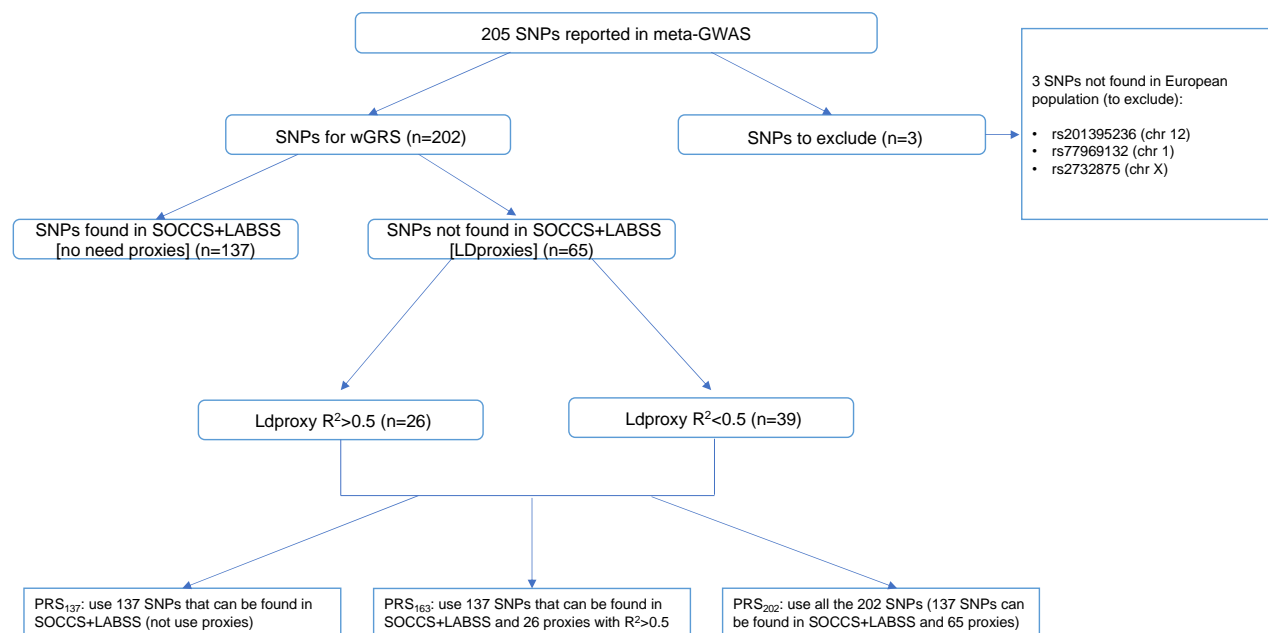 205 SNPs reported in meta-GWAS
3 SNPs not found in European
population (to exclude):
• rs201395236 (chr 12)
• rs77969132 (chr 1)
• rs2732875 (chr X)
SNPs for wGRS (n=202)
SNPs to exclude (n=3)
SNPs found in SOCCS+LABSS
[no need proxies] (n=137)
SNPs not found in SOCCS+LABSS
[LDproxies] (n=65)
Ldproxy R²>0.5 (n=26)
Ldproxy R²<0.5 (n=39)
PRS₁₃₇: use 137 SNPs that can be found in
SOCCS+LABSS (not use proxies)
PRS₁₆₃: use 137 SNPs that can be found in
SOCCS+LABSS and 26 proxies with R²>0.5
PRS₂₀₂: use all the 202 SNPs (137 SNPs can
be found in SOCCS+LABSS and 65 proxies)